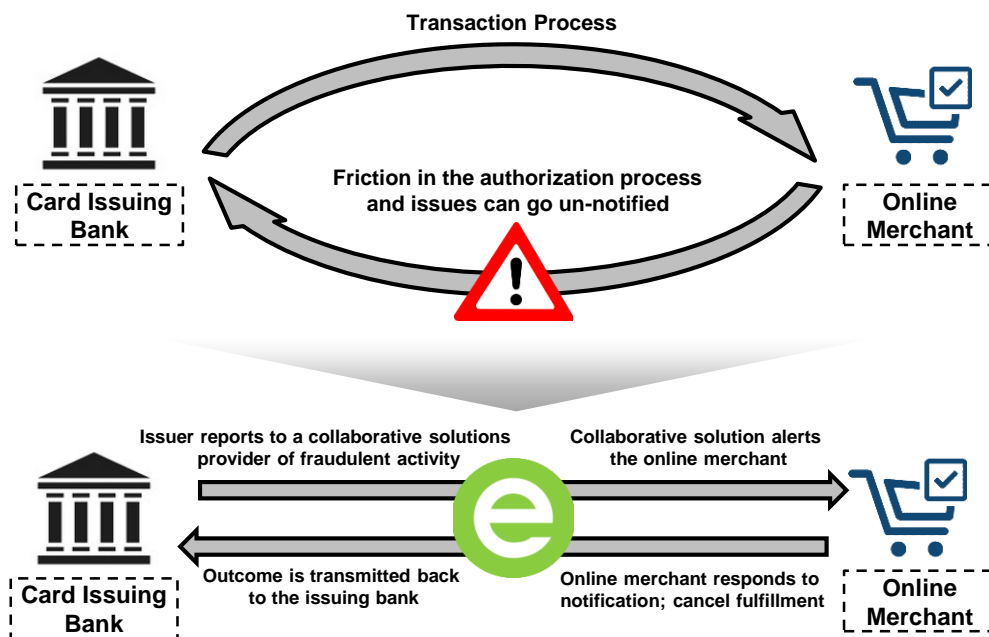 Transaction Process
Card Issuing
Bank
Friction in the authorization process
and issues can go un-notified
Online
Merchant
Issuer reports to a collaborative solutions
provider of fraudulent activity
Collaborative solution alerts
the online merchant
e
Card Issuing
Bank
Outcome is transmitted back
to the issuing bank
Online merchant responds to
notification; cancel fulfillment
Online
Merchant